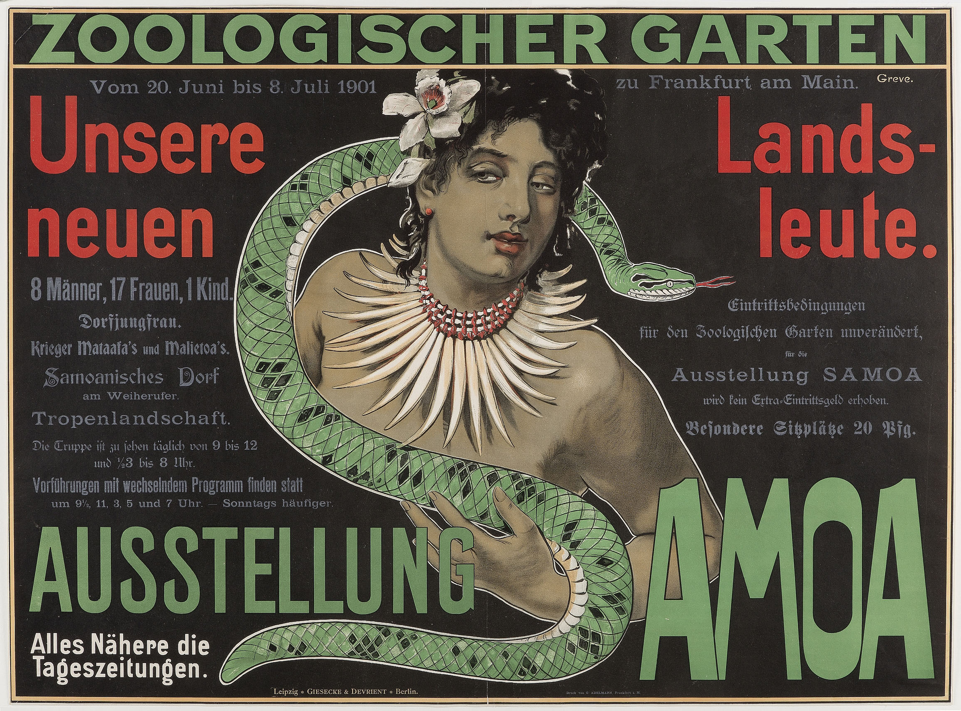 ZOOLOGISCHER GARTEN
Vom 20. Juni bis 8. Juli 1901
zu Frankfurt am Main.
Greve.
Unsere
neuen
Lands-
leute.
8 Männer, 17 Frauen, 1 Kind.
Dorfjungfrau.
Krieger Mataafa's und Malietoa's.
Samoanisches Dorf
am Weiherufer.
Tropenlandschaft.
Die Truppe ist zu sehen täglich von 9 bis 12
und ½3 bis 8 Uhr.
Vorführungen mit wechselndem Programm finden statt
um 9½, 11, 3, 5 und 7 Uhr. — Sonntags häufiger.
Eintrittsbedingungen
für den Zoologischen Garten unverändert,
für die
Ausstellung SAMOA
wird kein Extra-Eintrittsgeld erhoben.
Besondere Sitzplätze 20 Pfg.
AUSSTELLUNG
AMOA
Alles Nähere die
Tageszeitungen.
Leipzig • GIESECKE & DEVRIENT • Berlin.